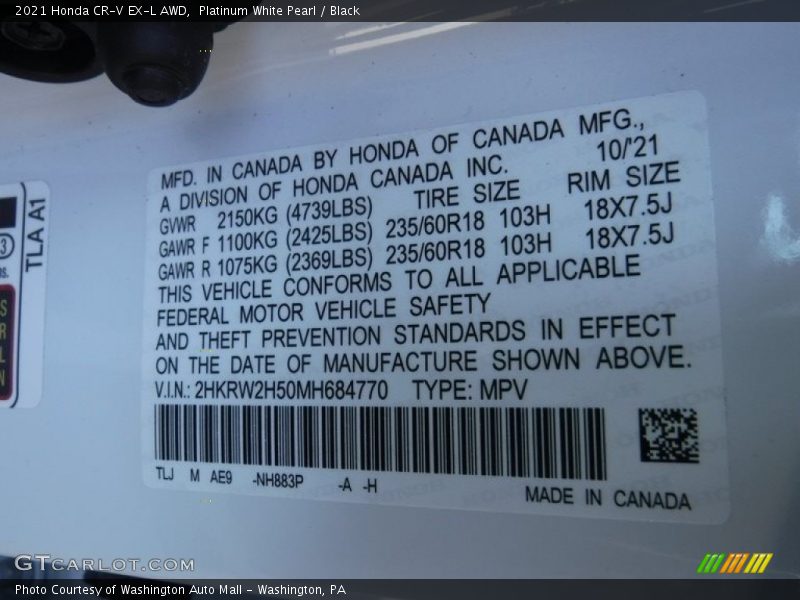 2021 Honda CR-V EX-L AWD, Platinum White Pearl / Black
MFD. IN CANADA BY HONDA OF CANADA MFG.,
A DIVISION OF HONDA CANADA INC. 10/'21
GVWR 2150KG (4739LBS) TIRE SIZE RIM SIZE
GAWR F 1100KG (2425LBS) 235/60R18 103H 18X7.5J
GAWR R 1075KG (2369LBS) 235/60R18 103H 18X7.5J
THIS VEHICLE CONFORMS TO ALL APPLICABLE
FEDERAL MOTOR VEHICLE SAFETY
AND THEFT PREVENTION STANDARDS IN EFFECT
ON THE DATE OF MANUFACTURE SHOWN ABOVE.
V.I.N.: 2HKRW2H50MH684770 TYPE: MPV
TLJ M AE9 -NH883P -A -H
MADE IN CANADA
TLA A1
GTCARLOT.COM
Photo Courtesy of Washington Auto Mall - Washington, PA